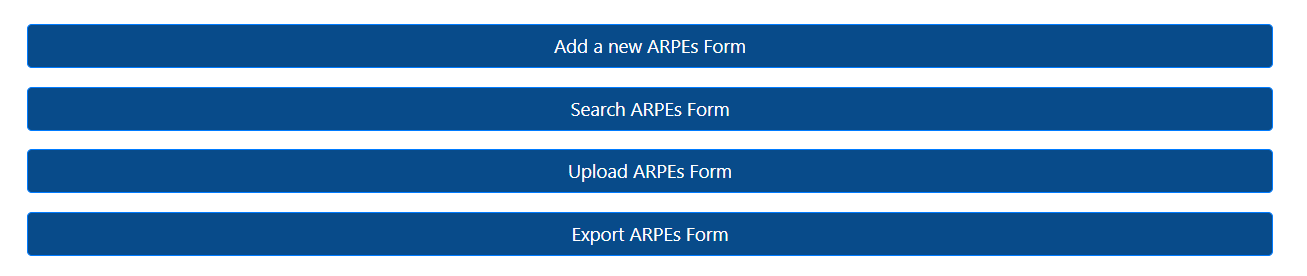 Add a new ARPEs Form
Search ARPEs Form
Upload ARPEs Form
Export ARPEs Form